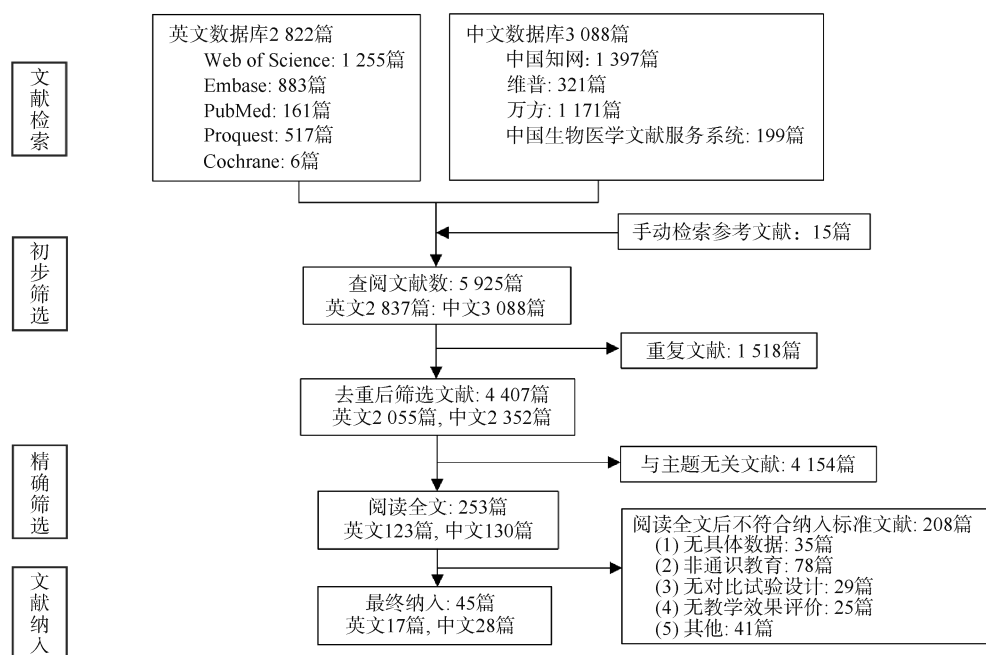 文献检索
英文数据库2 822篇
Web of Science: 1 255篇
Embase: 883篇
PubMed: 161篇
Proquest: 517篇
Cochrane: 6篇
中文数据库3 088篇
中国知网: 1 397篇
维普: 321篇
万方: 1 171篇
中国生物医学文献服务系统: 199篇
初步筛选
手动检索参考文献：15篇
查阅文献数: 5 925篇
英文2 837篇: 中文3 088篇
重复文献: 1 518篇
去重后筛选文献: 4 407篇
英文2 055篇, 中文2 352篇
精确筛选
与主题无关文献: 4 154篇
阅读全文: 253篇
英文123篇, 中文130篇
阅读全文后不符合纳入标准文献: 208篇
(1) 无具体数据: 35篇
(2) 非通识教育: 78篇
(3) 无对比试验设计: 29篇
(4) 无教学效果评价: 25篇
(5) 其他: 41篇
文献纳入
最终纳入: 45篇
英文17篇, 中文28篇